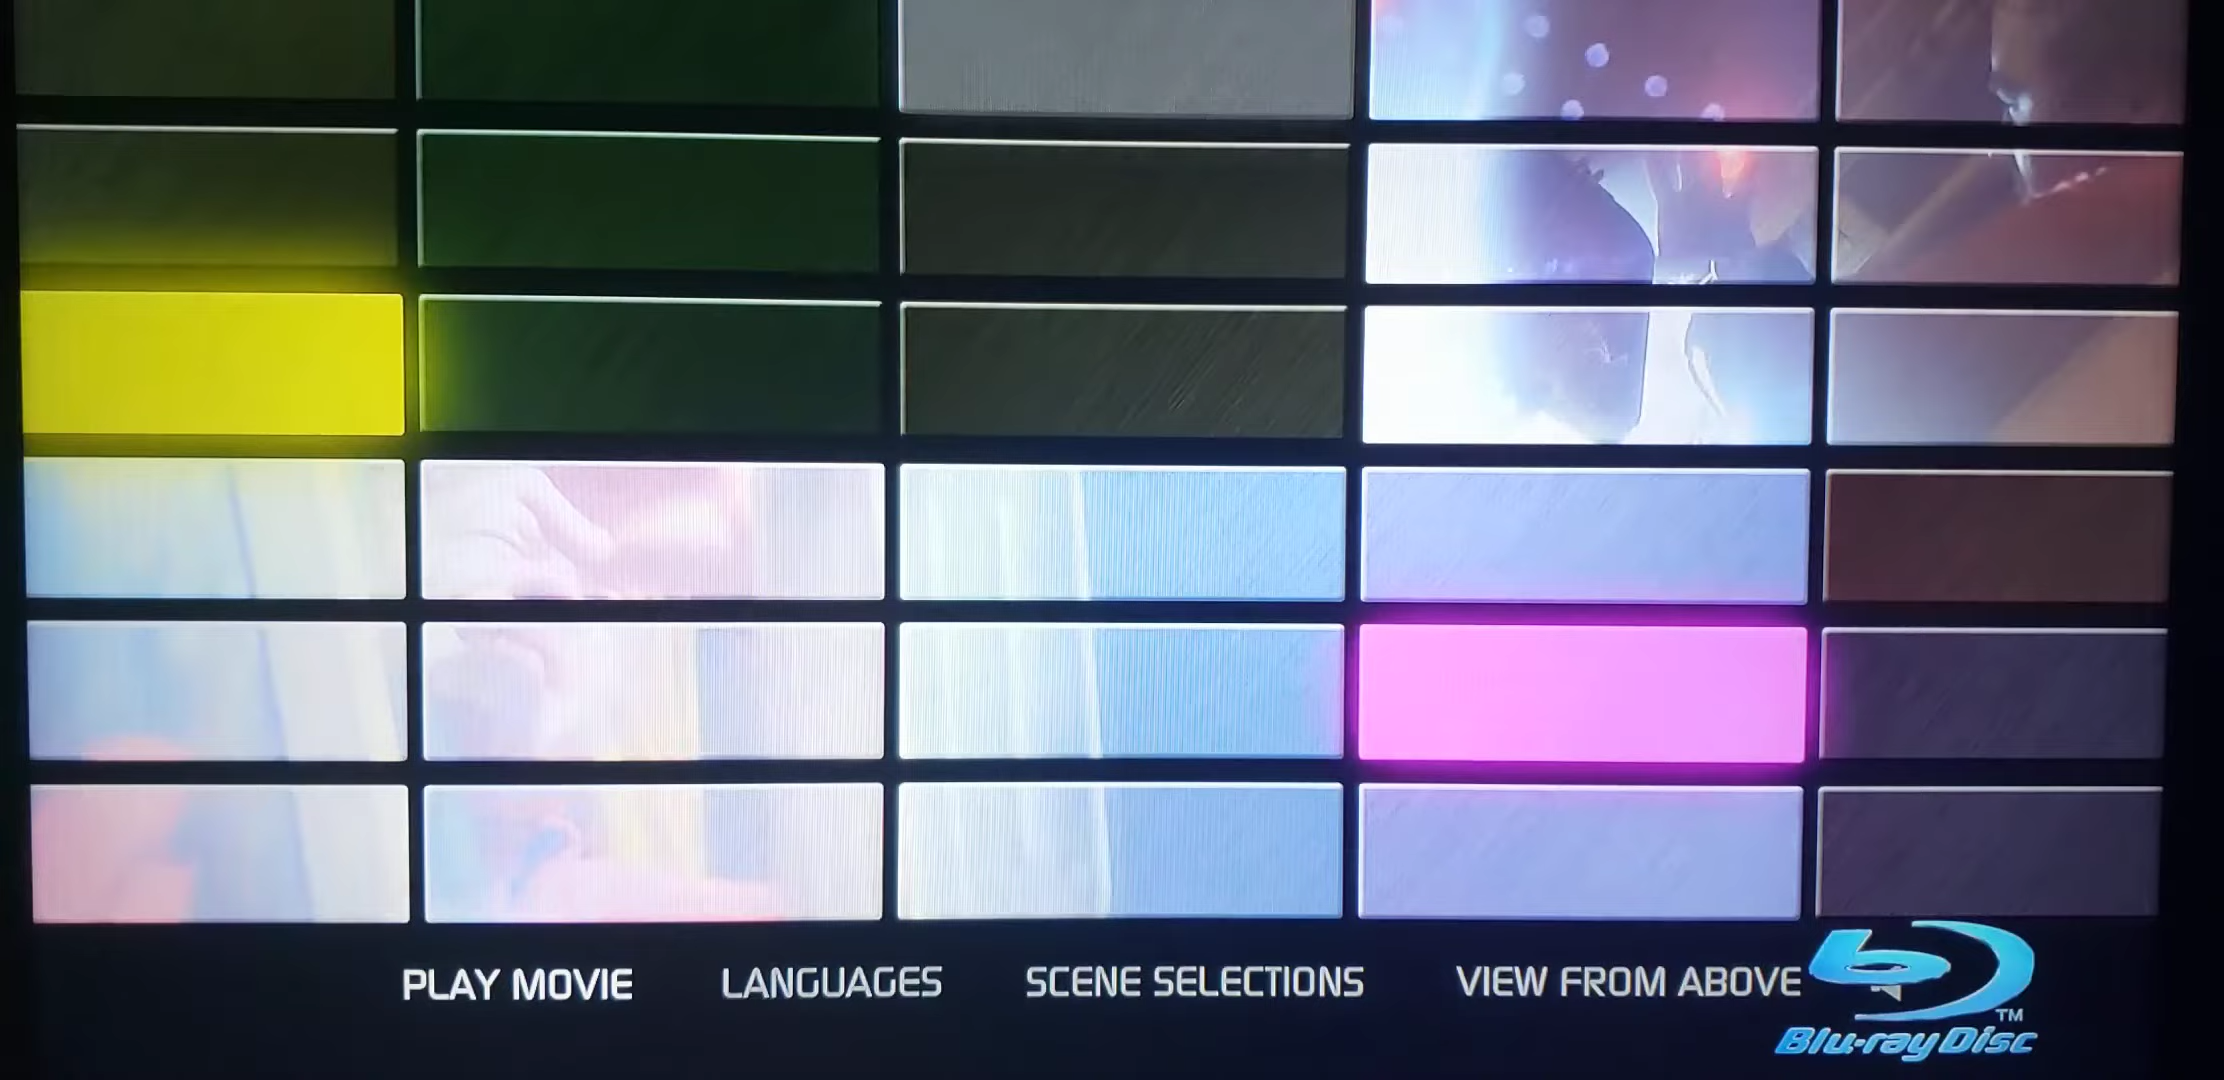 PLAY MOVIE LANGUAGES SCENE SELECTIONS VIEW FROM ABOVE
TM
Blu-ray Disc